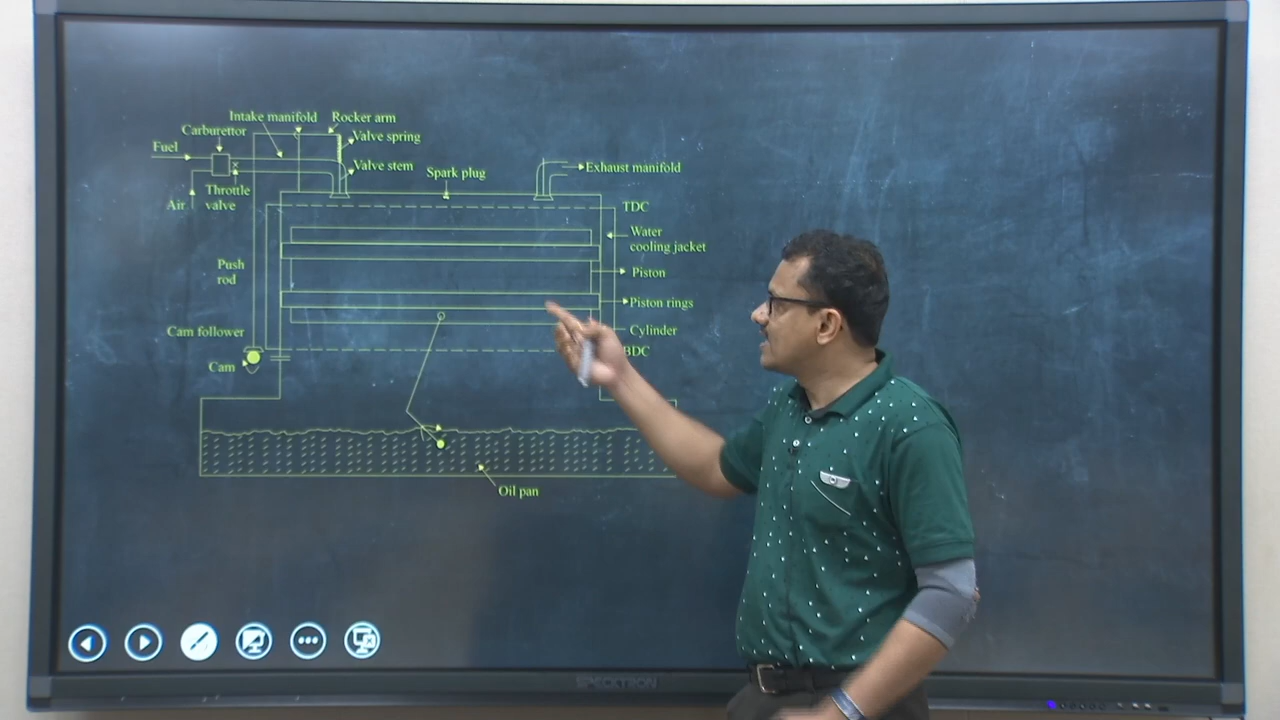 Intake manifold
Rocker arm
Carburettor
Valve spring
Fuel
Valve stem
Spark plug
Exhaust manifold
Throttle
valve
Air
TDC
Water
cooling jacket
Push
rod
Piston
Piston rings
Cam follower
Cylinder
BDC
Cam
Oil pan
SPECKTRON